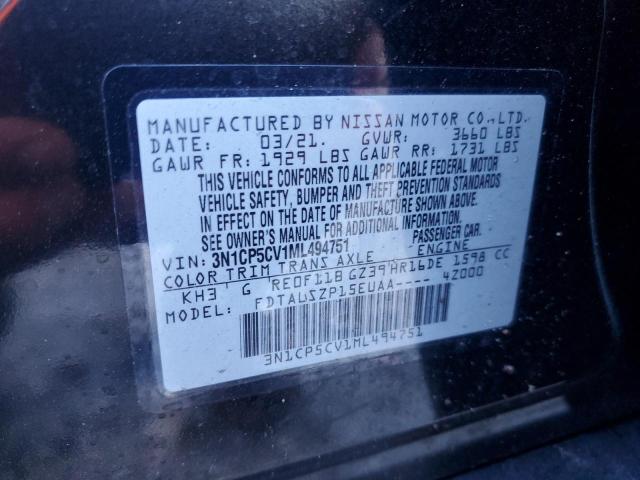 MANUFACTURED BY NISSAN MOTOR CO.,LTD.
DATE: 03/21. GVWR: 3660 LBS
GAWR FR: 1929 LBS GAWR RR: 1731 LBS
THIS VEHICLE CONFORMS TO ALL APPLICABLE FEDERAL MOTOR
VEHICLE SAFETY, BUMPER AND THEFT PREVENTION STANDARDS
IN EFFECT ON THE DATE OF MANUFACTURE SHOWN ABOVE.
SEE OWNER'S MANUAL FOR ADDITIONAL INFORMATION.
VIN: 3N1CP5CV1ML494751 PASSENGER CAR.
COLOR TRIM TRANS AXLE ENGINE
KH3 G RE0F11B GZ39 HR16DE 1598 CC
MODEL: FDTALSZP15EUAA---- 42000
3N1CP5CV1ML494751